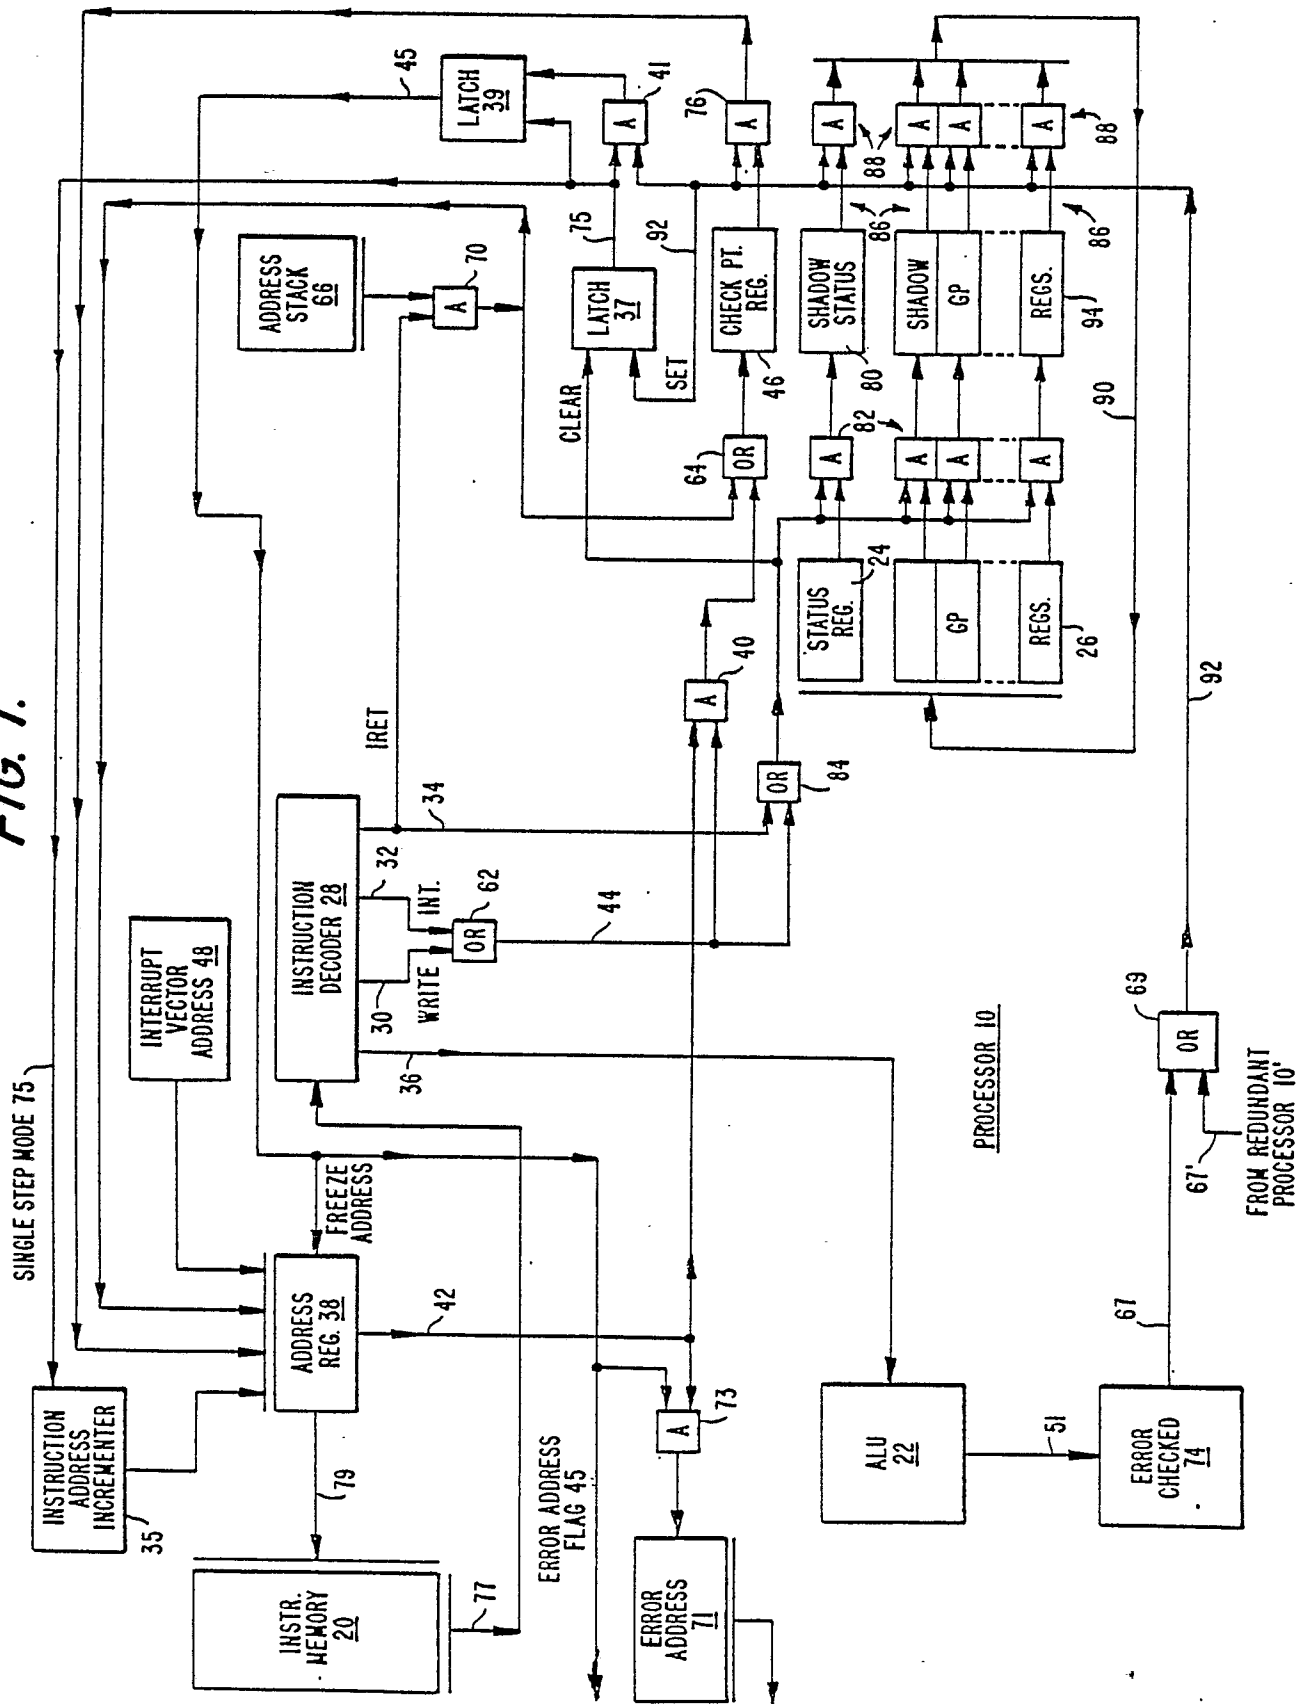 FIG. 1.
SINGLE STEP MODE 75
INSTRUCTION
ADDRESS
INCREMENTER
35
INTERRUPT
VECTOR
ADDRESS 48
ADDRESS
STACK
66
A
70
LATCH
39
45
A
41
INSTR.
MEMORY
20
79
77
ADDRESS
REG. 38
FREEZE
ADDRESS
42
INSTRUCTION
DECODER 28
IRET
34
32
INT.
30
WRITE
36
OR
62
44
LATCH
37
75
92
CLEAR
SET
A
76
CHECK PT.
REG.
46
OR
64
A
40
OR
84
ERROR ADDRESS
FLAG 45
A
73
ERROR
ADDRESS
71
STATUS
REG.
24
A
82
SHADOW
STATUS
80
86
A
88
GP
REGS.
26
A
A
A
SHADOW
GP
REGS.
94
86
A
A
A
88
90
ALU
22
51
ERROR
CHECKED
74
67
67'
FROM REDUNDANT
PROCESSOR 10'
OR
69
92
PROCESSOR 10